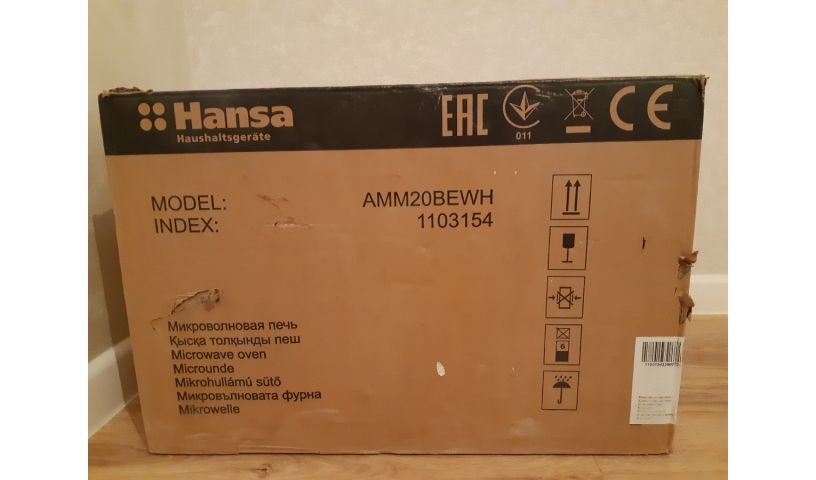 Hansa
Haushaltsgeräte
EAC
011
CE
MODEL: AMM20BEWH
INDEX: 1103154
6
Микроволновая печь
Қысқа толқынды пеш
Microwave oven
Microunde
Mikrohullámú sütő
Микровълновата фурна
Mikrowelle